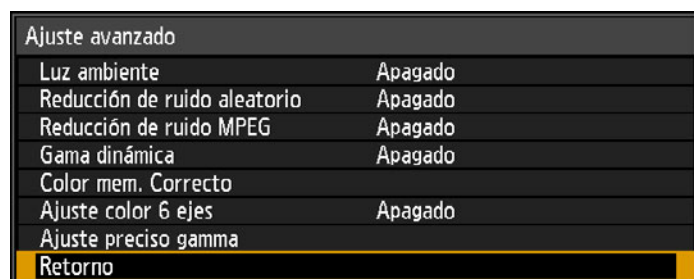 Ajuste avanzado
Luz ambiente Apagado
Reducción de ruido aleatorio Apagado
Reducción de ruido MPEG Apagado
Gama dinámica Apagado
Color mem. Correcto
Ajuste color 6 ejes Apagado
Ajuste preciso gamma
Retorno